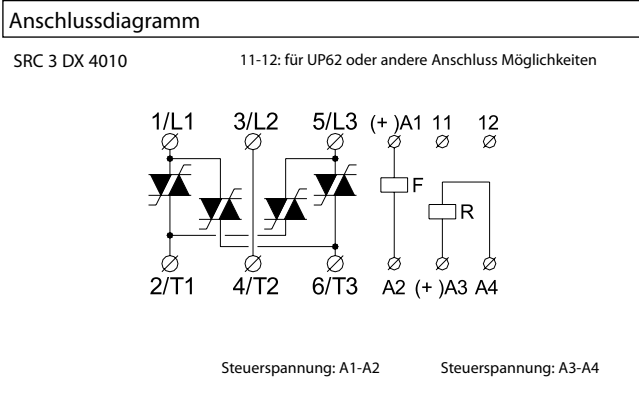 Anschlussdiagramm
SRC 3 DX 4010
11-12: für UP62 oder andere Anschluss Möglichkeiten
1/L1 3/L2 5/L3 (+ )A1 11 12
F
R
2/T1 4/T2 6/T3 A2 (+ )A3 A4
Steuerspannung: A1-A2 Steuerspannung: A3-A4